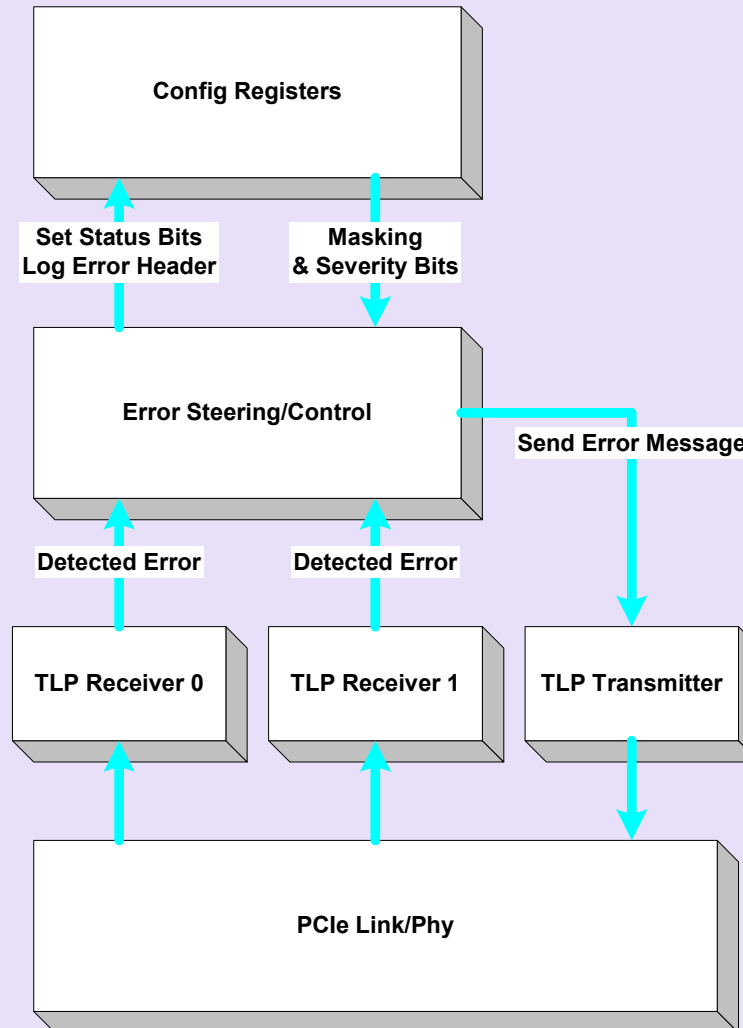 Config Registers
Set Status Bits
Log Error Header
Masking
& Severity Bits
Error Steering/Control
Send Error Message
Detected Error
Detected Error
TLP Receiver 0
TLP Receiver 1
TLP Transmitter
PCIe Link/Phy